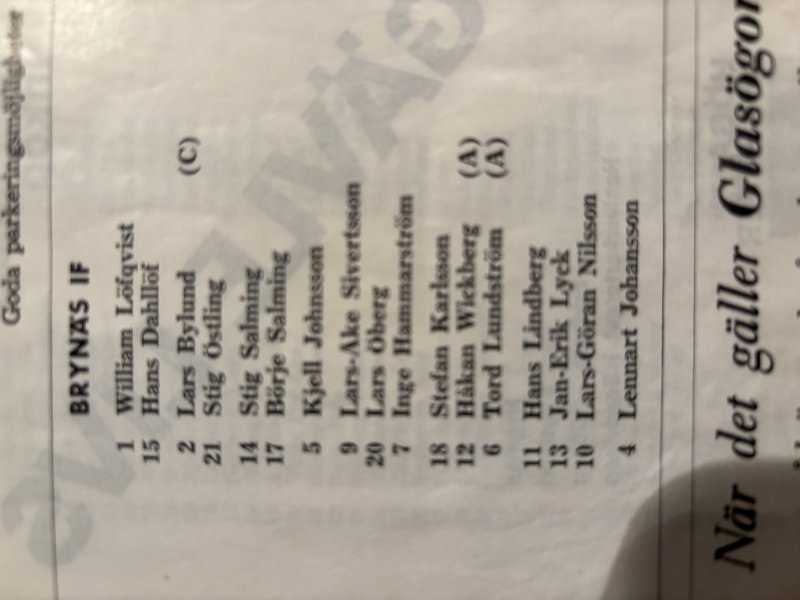 Goda parkeringsmöjligheter
BRYNÄS IF
1 William Löfqvist
15 Hans Dahllöf
2 Lars Bylund (C)
21 Stig Östling
14 Stig Salming
17 Börje Salming
5 Kjell Johnsson
9 Lars-Åke Sivertsson
20 Lars Öberg
7 Inge Hammarström
18 Stefan Karlsson
12 Håkan Wickberg (A)
6 Tord Lundström (A)
11 Hans Lindberg
13 Jan-Erik Lyck
10 Lars-Göran Nilsson
4 Lennart Johansson
När det gäller Glasögon